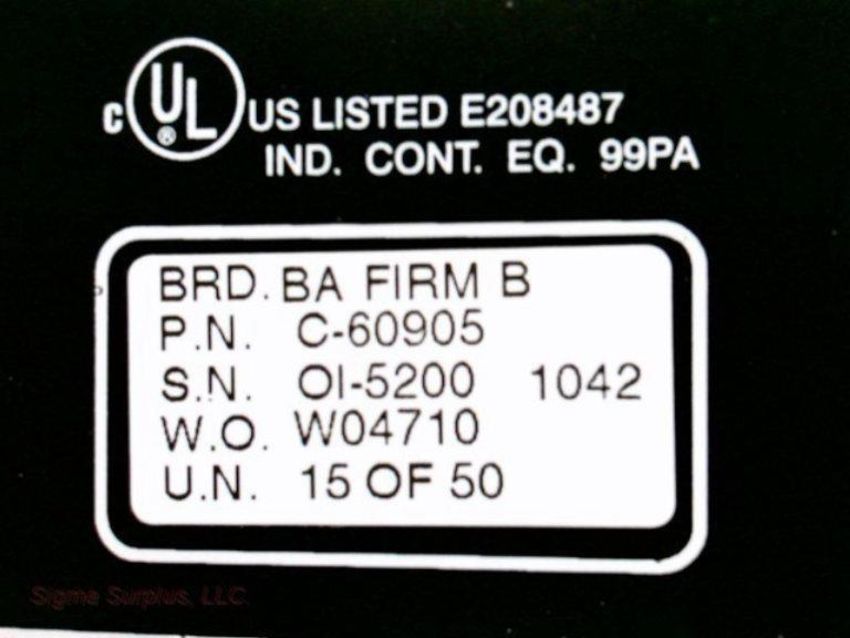 c UL ® US LISTED E208487
IND. CONT. EQ. 99PA
BRD. BA FIRM B
P.N. C-60905
S.N. OI-5200 1042
W.O. W04710
U.N. 15 OF 50
Sigma Surplus, LLC.